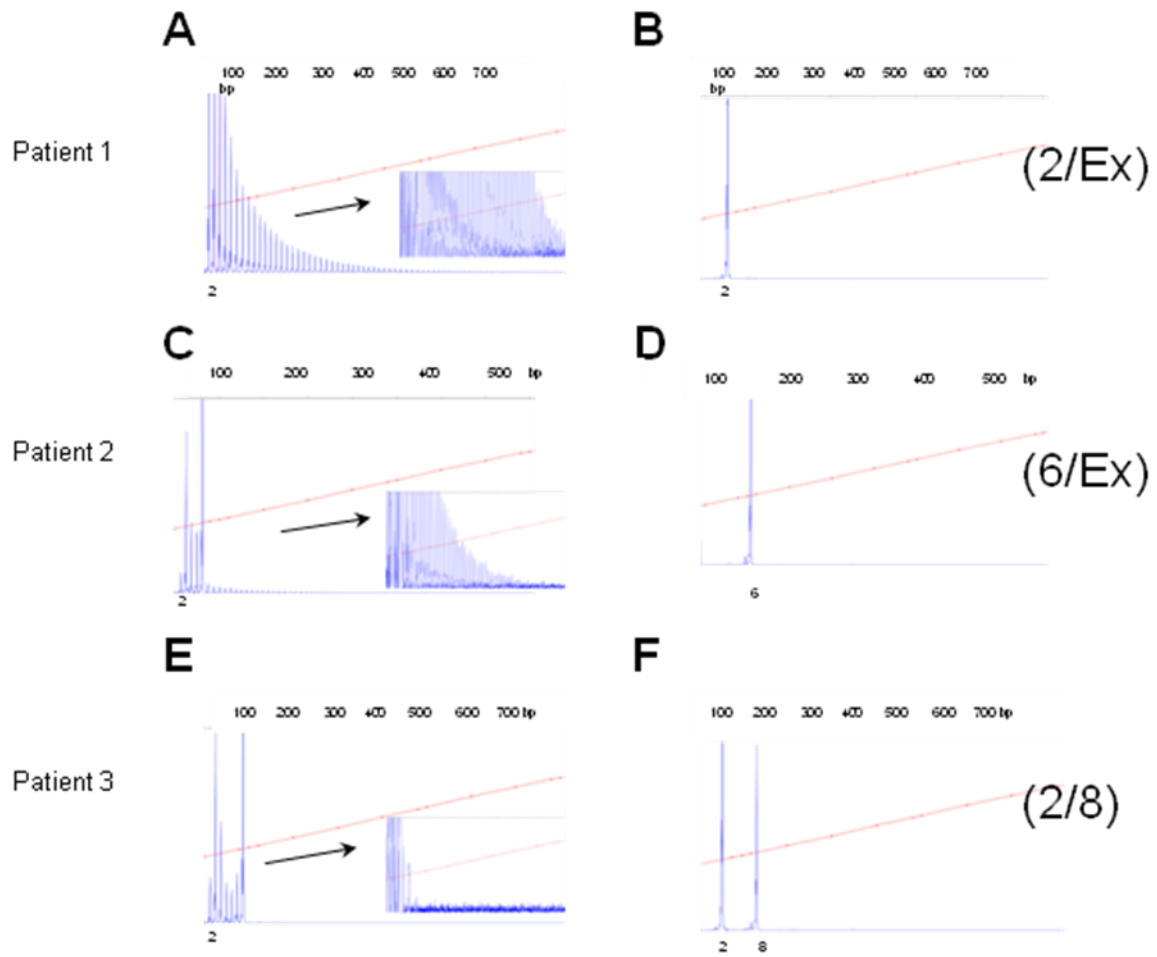 A
100 200 300 400 500 600 700
bp
Patient 1
2
B
100 200 300 400 500 600 700
bp
(2/Ex)
2
C
100 200 300 400 500 bp
Patient 2
2
D
100 200 300 400 500 bp
(6/Ex)
6
E
100 200 300 400 500 600 700 bp
Patient 3
2
F
100 200 300 400 500 600 700 bp
(2/8)
2 8